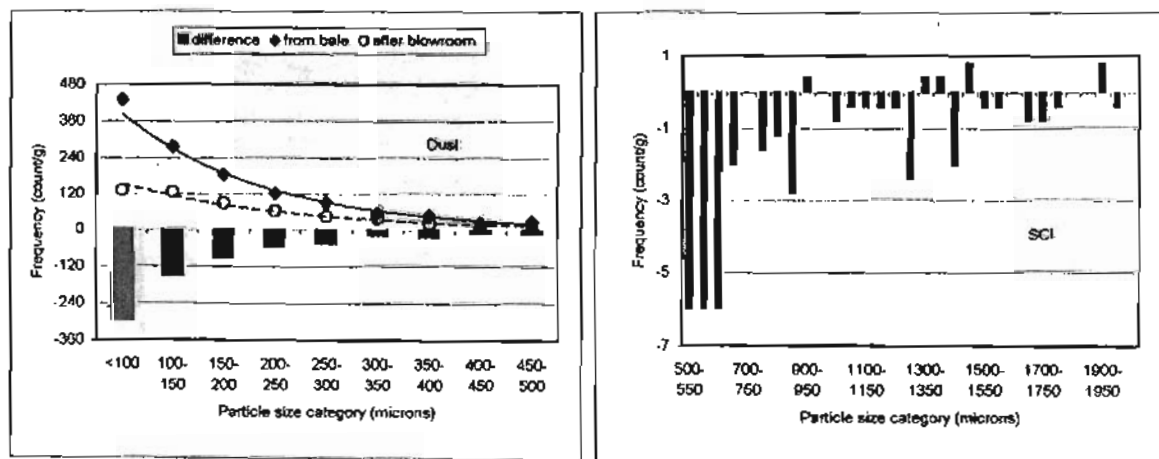 difference from bale after blowroom
480
360
240
120
0
-120
-240
-360
Frequency (count/g)
Dust
<100 100- 150- 200- 250- 300- 350- 400- 450-
150 200 250 300 350 400 450 500
Particle size category (microns)
1
-1
-3
-5
-7
Frequency (count/g)
SCI
500- 700- 900- 1100- 1300- 1500- 1700- 1900-
550 750 950 1150 1350 1550 1750 1950
Particle size category (microns)